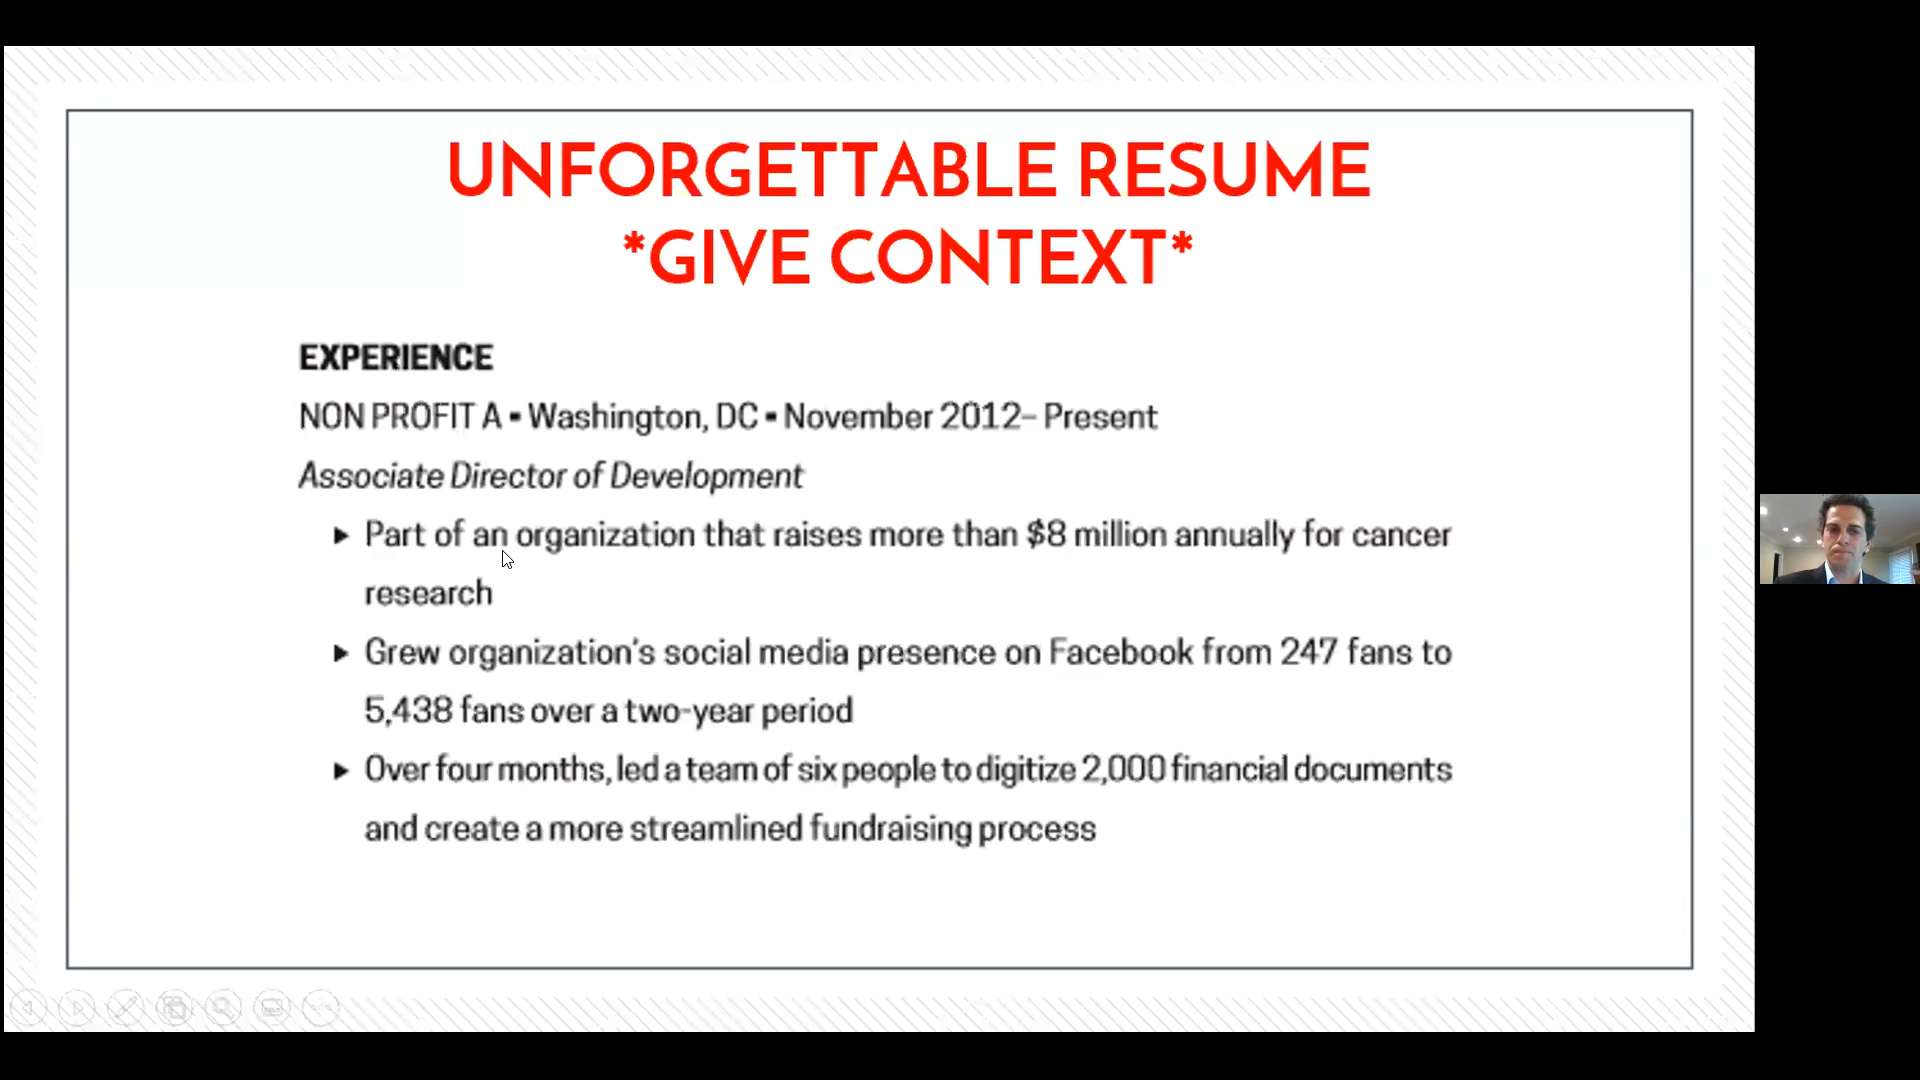 UNFORGETTABLE RESUME
*GIVE CONTEXT*
EXPERIENCE
NON PROFIT A ▪ Washington, DC ▪ November 2012– Present
Associate Director of Development
▸ Part of an organization that raises more than $8 million annually for cancer
research
▸ Grew organization's social media presence on Facebook from 247 fans to
5,438 fans over a two-year period
▸ Over four months, led a team of six people to digitize 2,000 financial documents
and create a more streamlined fundraising process